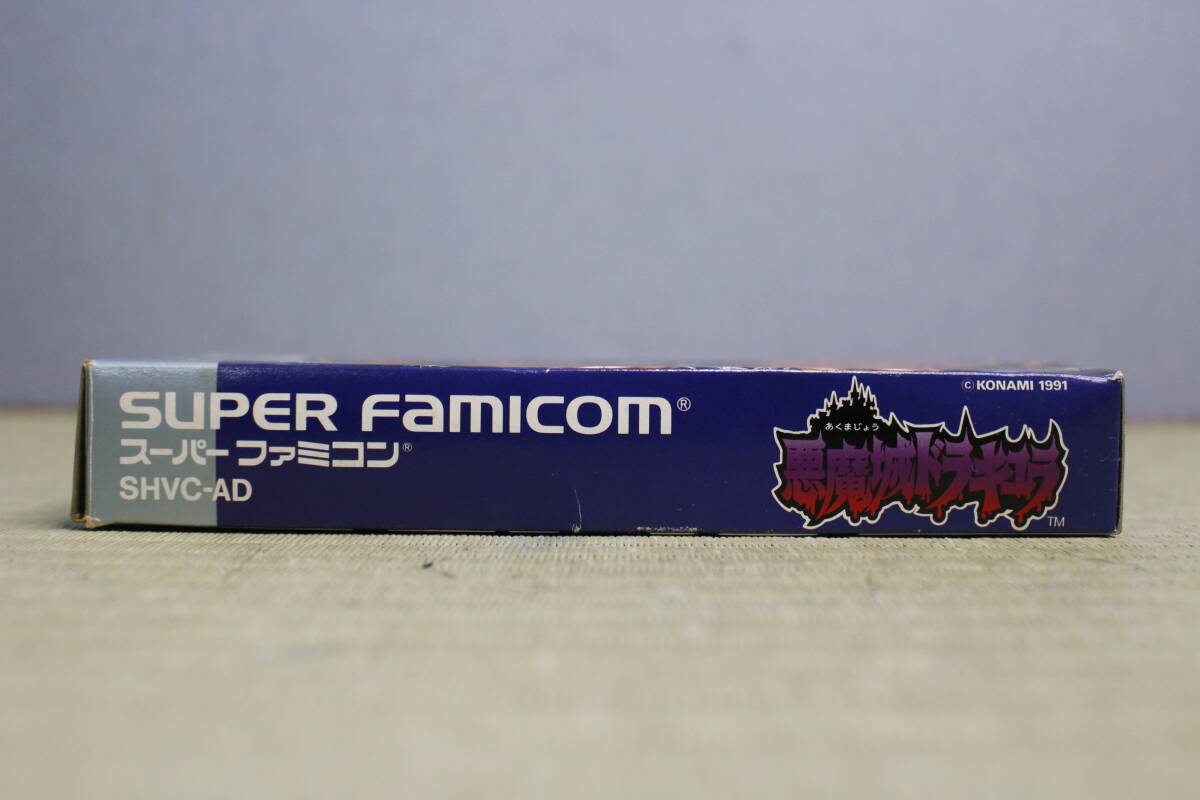 SUPER FAMICOM®
スーパーファミコン®
SHVC-AD
© KONAMI 1991
あくまじょう
悪魔城ドラキュラ
TM